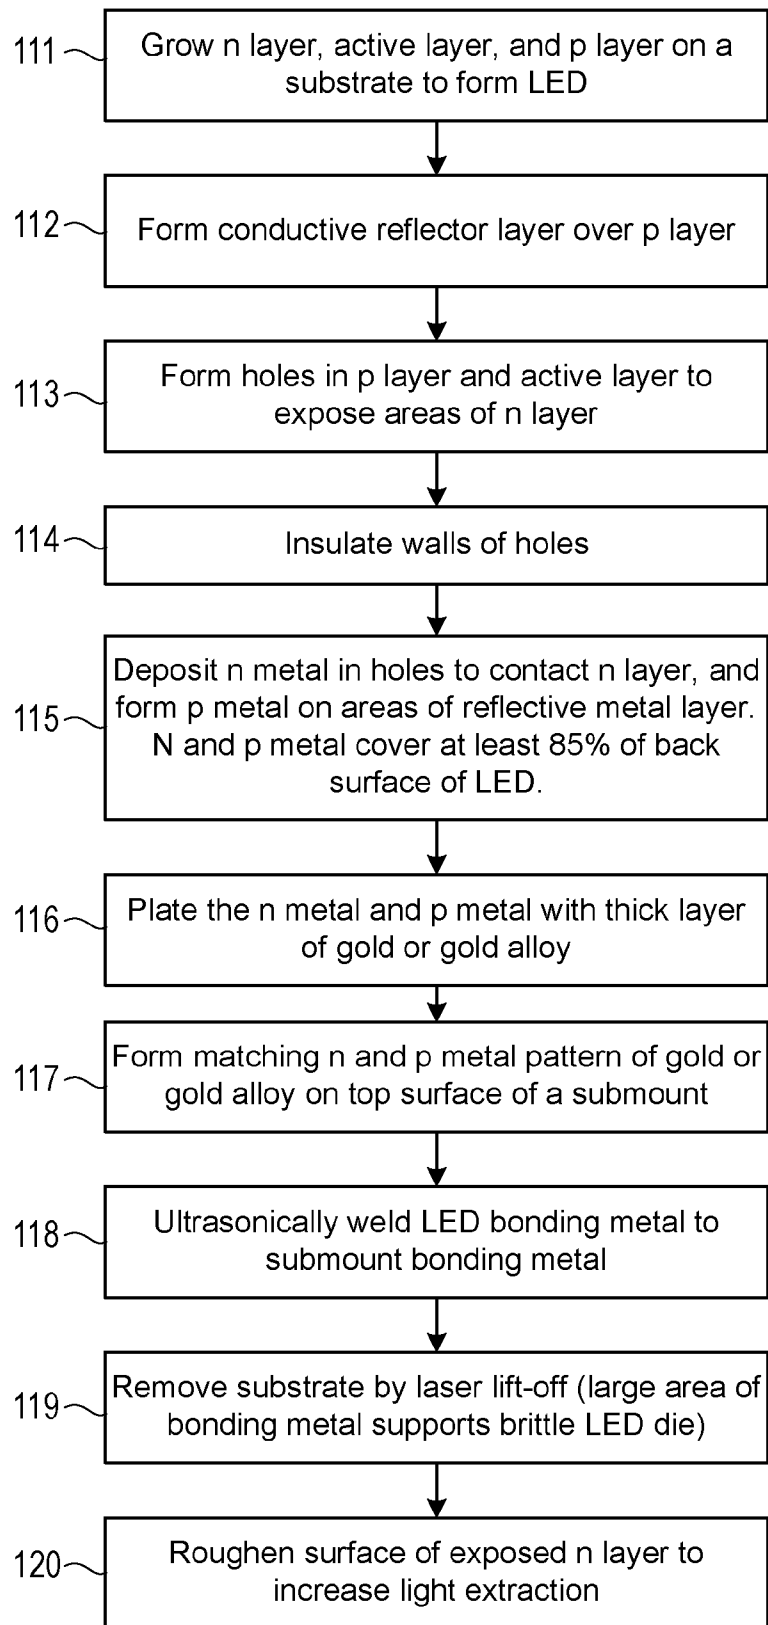 111
Grow n layer, active layer, and p layer on a
substrate to form LED
112
Form conductive reflector layer over p layer
113
Form holes in p layer and active layer to
expose areas of n layer
114
Insulate walls of holes
115
Deposit n metal in holes to contact n layer, and
form p metal on areas of reflective metal layer.
N and p metal cover at least 85% of back
surface of LED.
116
Plate the n metal and p metal with thick layer
of gold or gold alloy
117
Form matching n and p metal pattern of gold or
gold alloy on top surface of a submount
118
Ultrasonically weld LED bonding metal to
submount bonding metal
119
Remove substrate by laser lift-off (large area of
bonding metal supports brittle LED die)
120
Roughen surface of exposed n layer to
increase light extraction